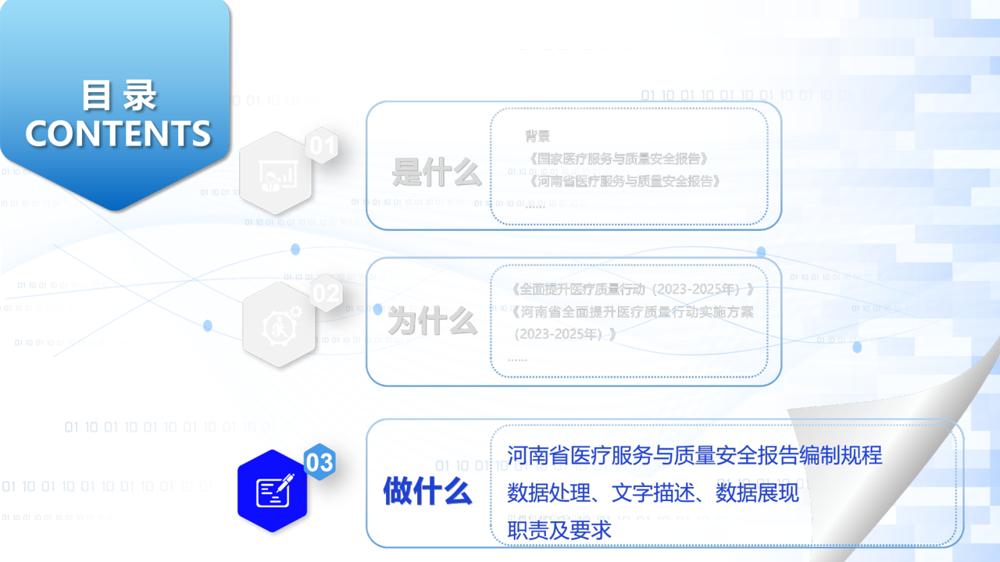 目 录
CONTENTS
01
是什么
背景
《国家医疗服务与质量安全报告》
《河南省医疗服务与质量安全报告》
……
02
为什么
《全面提升医疗质量行动（2023-2025年）》
《河南省全面提升医疗质量行动实施方案
（2023-2025年）》
……
03
做什么
河南省医疗服务与质量安全报告编制规程
数据处理、文字描述、数据展现
职责及要求